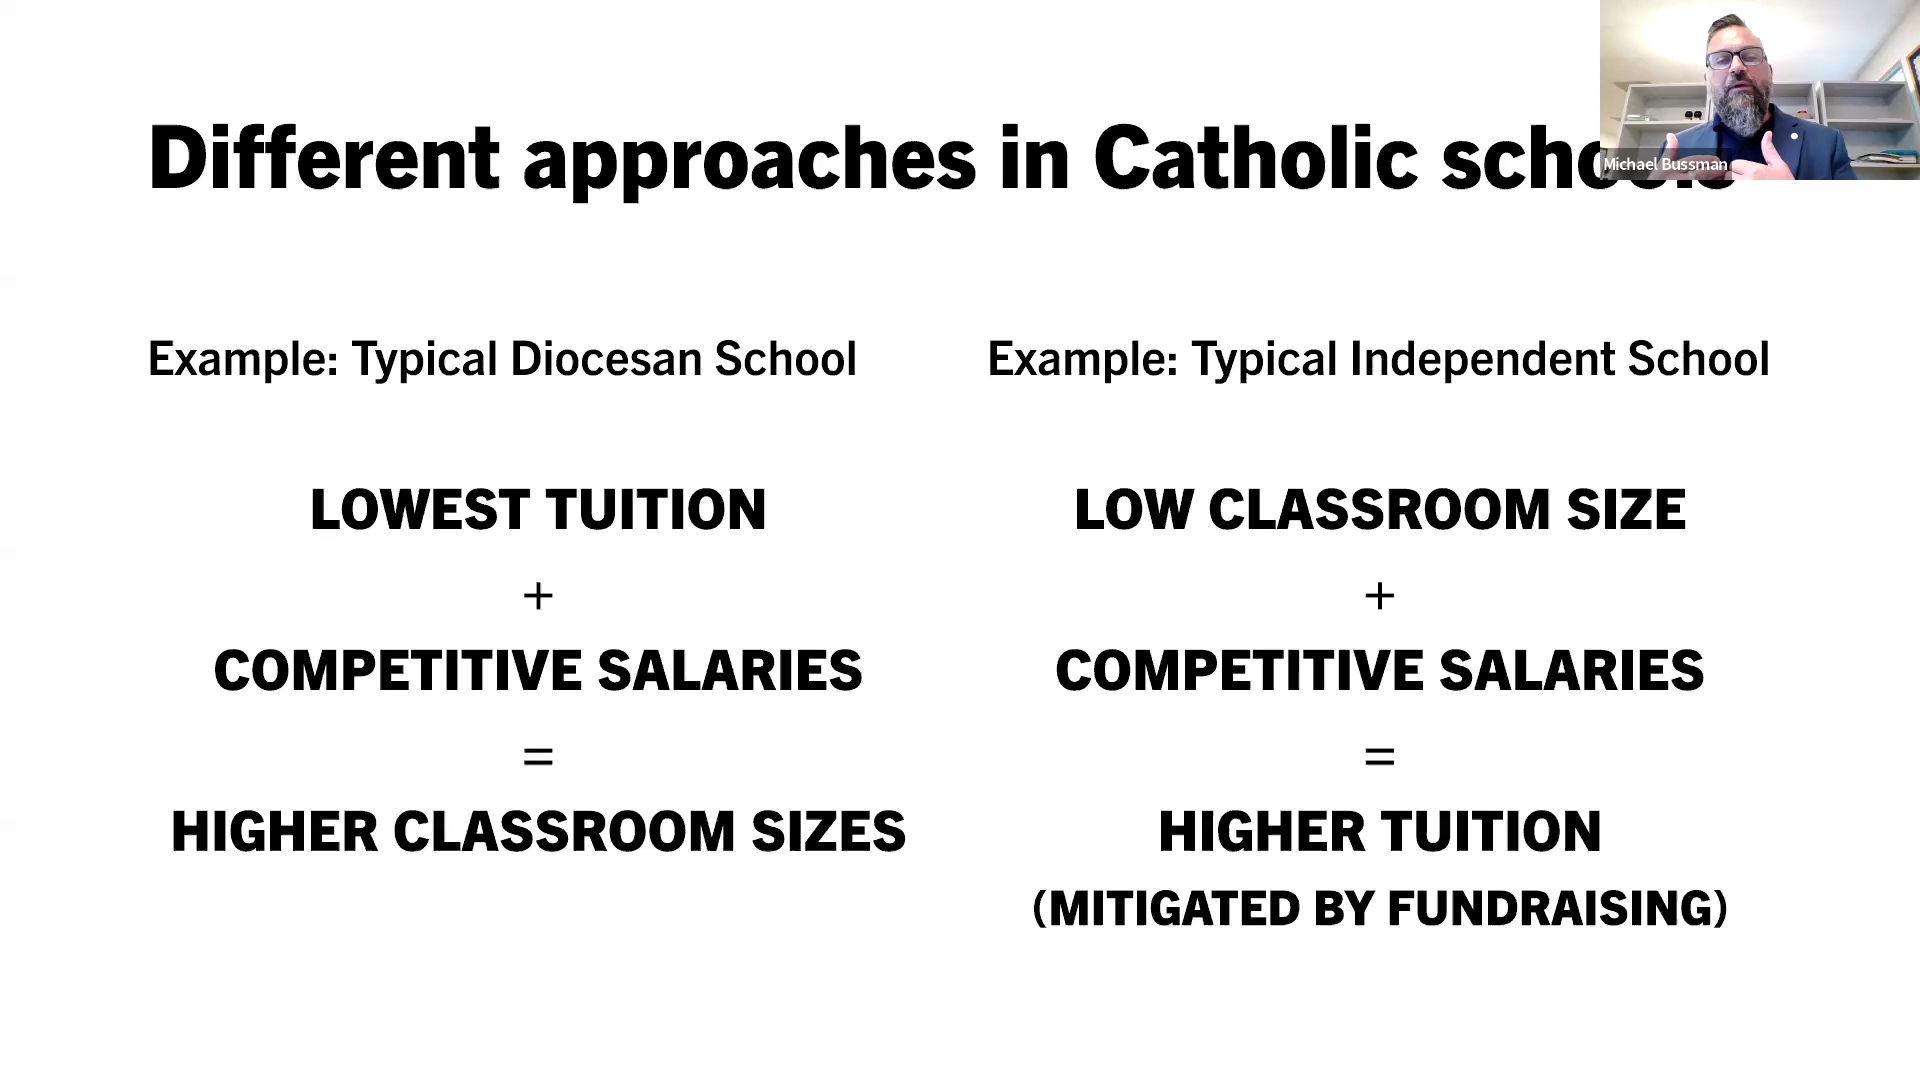 Different approaches in Catholic schools
Michael Bussman
Example: Typical Diocesan School
LOWEST TUITION
+
COMPETITIVE SALARIES
=
HIGHER CLASSROOM SIZES
Example: Typical Independent School
LOW CLASSROOM SIZE
+
COMPETITIVE SALARIES
=
HIGHER TUITION
(MITIGATED BY FUNDRAISING)